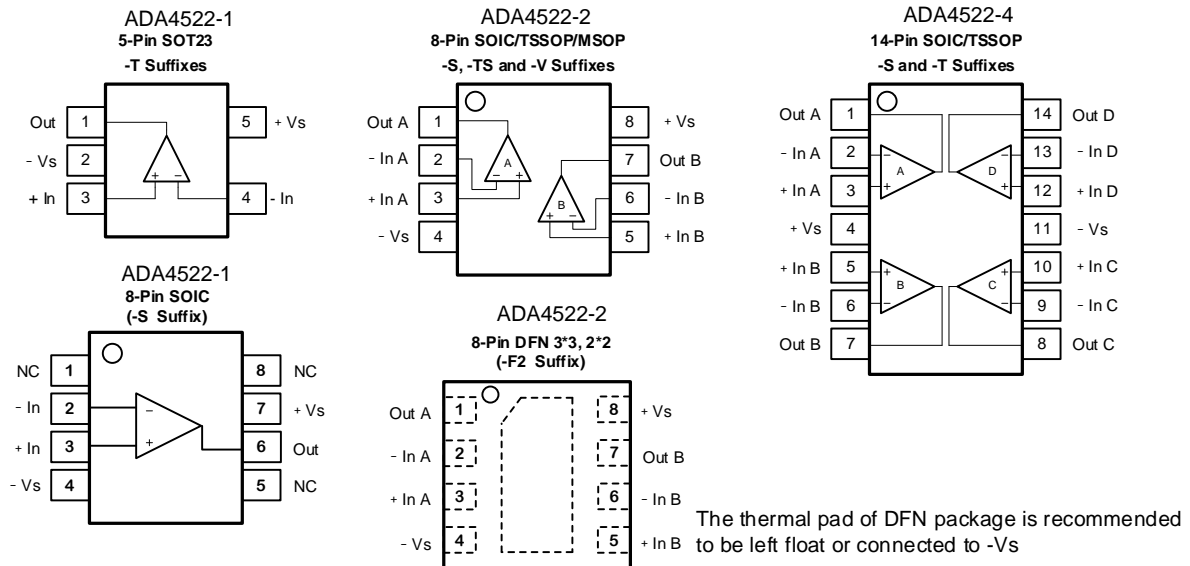 ADA4522-1
5-Pin SOT23
-T Suffixes
Out 1
- Vs 2
+ In 3
5 + Vs
4 - In
+ −
ADA4522-2
8-Pin SOIC/TSSOP/MSOP
-S, -TS and -V Suffixes
Out A 1
- In A 2
+ In A 3
- Vs 4
8 + Vs
7 Out B
6 - In B
5 + In B
A
− +
B
+ −
ADA4522-4
14-Pin SOIC/TSSOP
-S and -T Suffixes
Out A 1
- In A 2
+ In A 3
+ Vs 4
+ In B 5
- In B 6
Out B 7
14 Out D
13 - In D
12 + In D
11 - Vs
10 + In C
9 - In C
8 Out C
− A +
− D +
+ B −
+ C −
ADA4522-1
8-Pin SOIC
(-S Suffix)
NC 1
- In 2
+ In 3
- Vs 4
8 NC
7 + Vs
6 Out
5 NC
−
+
ADA4522-2
8-Pin DFN 3*3, 2*2
(-F2 Suffix)
Out A 1
- In A 2
+ In A 3
- Vs 4
8 + Vs
7 Out B
6 - In B
5 + In B
The thermal pad of DFN package is recommended
to be left float or connected to -Vs